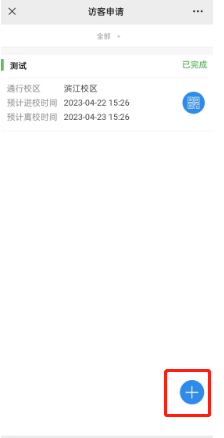 访客申请
全部
测试 已完成
通行校区 滨江校区
预计进校时间 2023-04-22 15:26
预计离校时间 2023-04-23 15:26